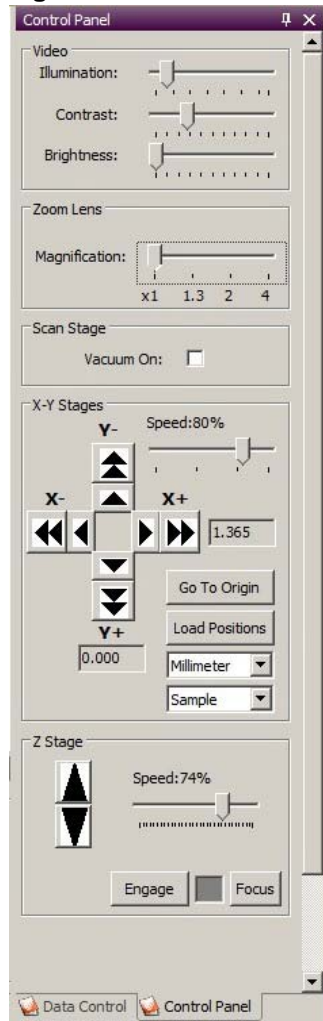 Control Panel
Video
Illumination:
Contrast:
Brightness:
Zoom Lens
Magnification:
x1 1.3 2 4
Scan Stage
Vacuum On:
X-Y Stages
Y- Speed:80%
X- X+
1.365
Go To Origin
Y+ Load Positions
0.000 Millimeter
Sample
Z Stage
Speed:74%
Engage Focus
Data Control Control Panel